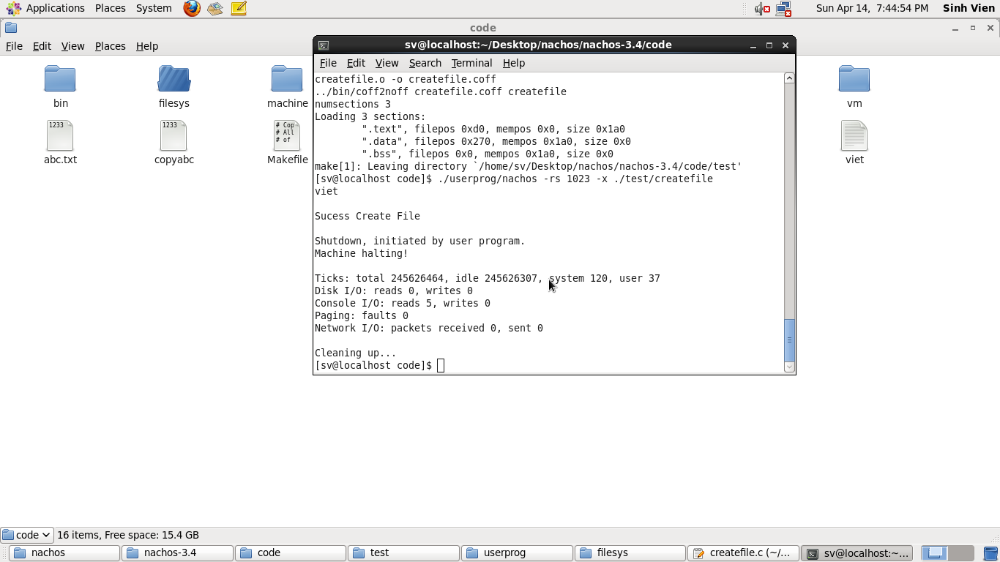 Applications Places System Sun Apr 14, 7:44:54 PM Sinh Vien
code
File Edit View Places Help
bin filesys machine vm
1233 1233 # Cop
# All
# of
abc.txt copyabc Makefile viet
sv@localhost:~/Desktop/nachos/nachos-3.4/code
File Edit View Search Terminal Help
createfile.o -o createfile.coff
../bin/coff2noff createfile.coff createfile
numsections 3
Loading 3 sections:
".text", filepos 0xd0, mempos 0x0, size 0x1a0
".data", filepos 0x270, mempos 0x1a0, size 0x0
".bss", filepos 0x0, mempos 0x1a0, size 0x0
make[1]: Leaving directory `/home/sv/Desktop/nachos/nachos-3.4/code/test'
[sv@localhost code]$ ./userprog/nachos -rs 1023 -x ./test/createfile
viet
Sucess Create File
Shutdown, initiated by user program.
Machine halting!
Ticks: total 245626464, idle 245626307, system 120, user 37
Disk I/O: reads 0, writes 0
Console I/O: reads 5, writes 0
Paging: faults 0
Network I/O: packets received 0, sent 0
Cleaning up...
[sv@localhost code]$
code 16 items, Free space: 15.4 GB
nachos nachos-3.4 code test userprog filesys createfile.c (~/... sv@localhost:~...